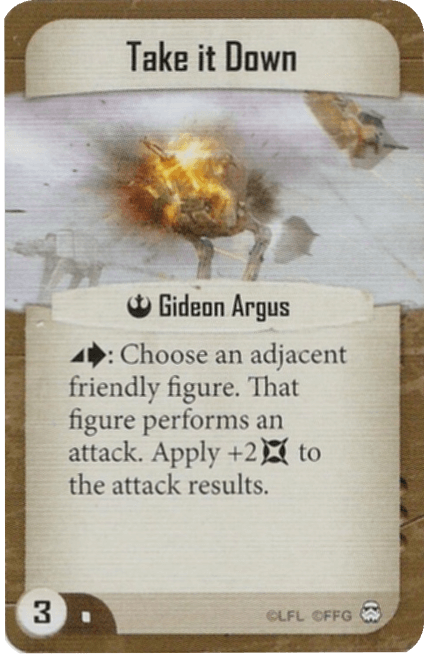 Take it Down
Gideon Argus
: Choose an adjacent
friendly figure. That
figure performs an
attack. Apply +2 to
the attack results.
3
©LFL ©FFG